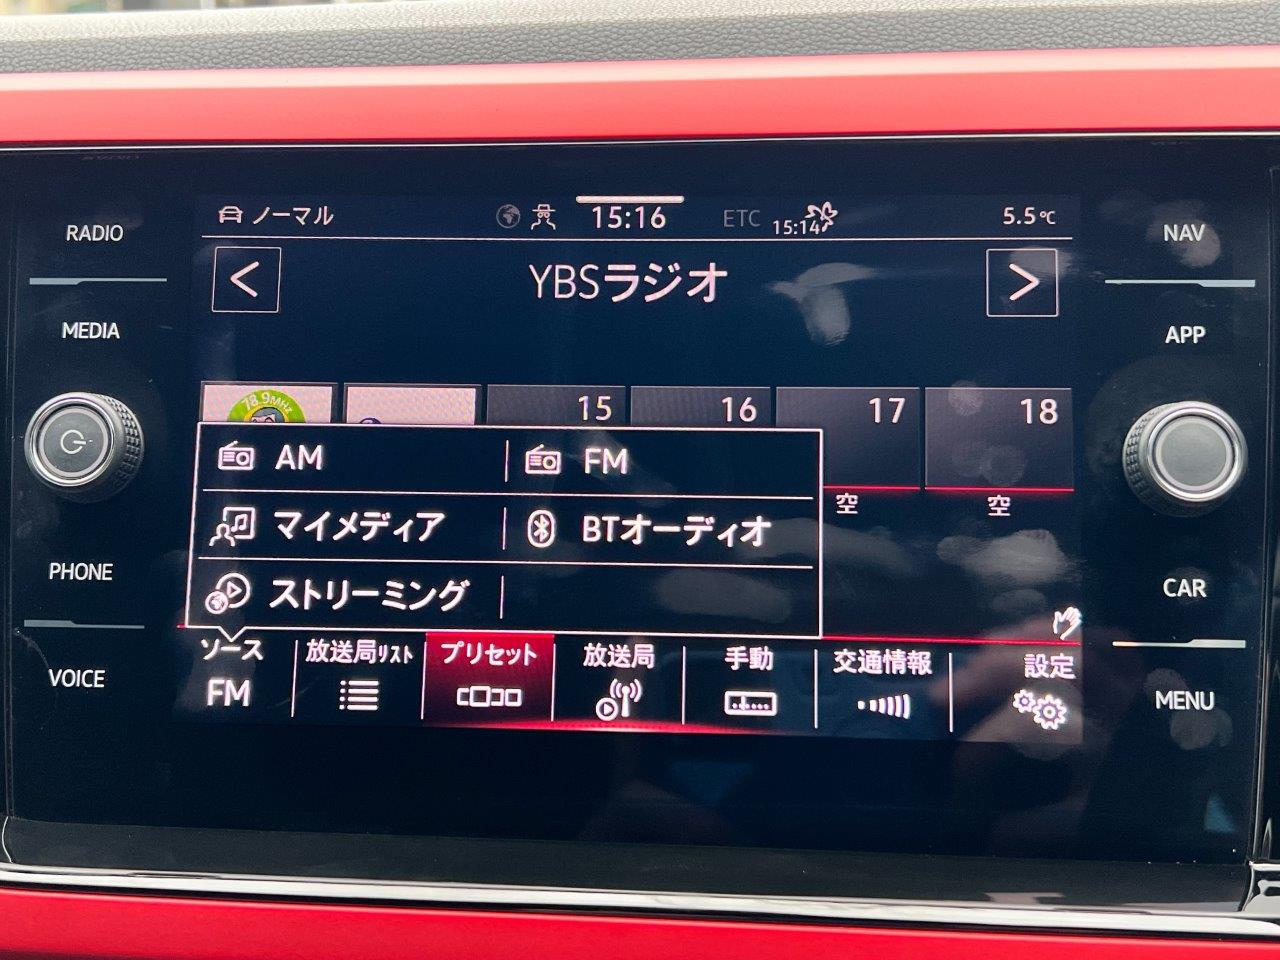 RADIO
MEDIA
PHONE
VOICE
NAV
APP
CAR
MENU
ノーマル
15:16
ETC
15:14
5.5℃
YBSラジオ
78.9MHz
15
16
17
18
空
空
AM
FM
マイメディア
BTオーディオ
ストリーミング
ソース
FM
放送局リスト
プリセット
放送局
手動
交通情報
設定